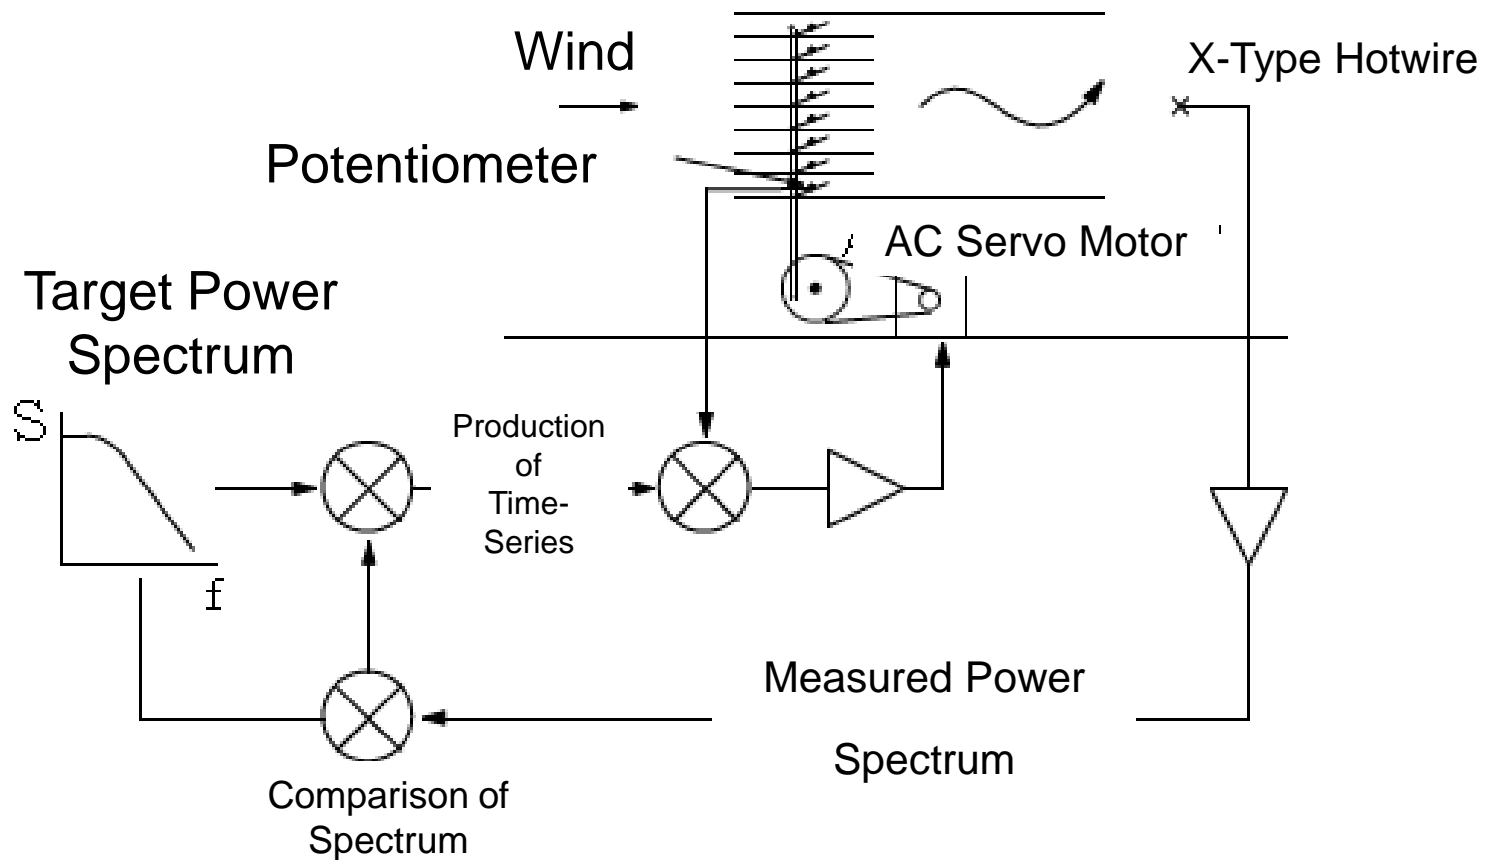 Wind
X-Type Hotwire
Potentiometer
AC Servo Motor
Target Power
Spectrum
S
f
Production
of
Time-
Series
Measured Power
Spectrum
Comparison of
Spectrum